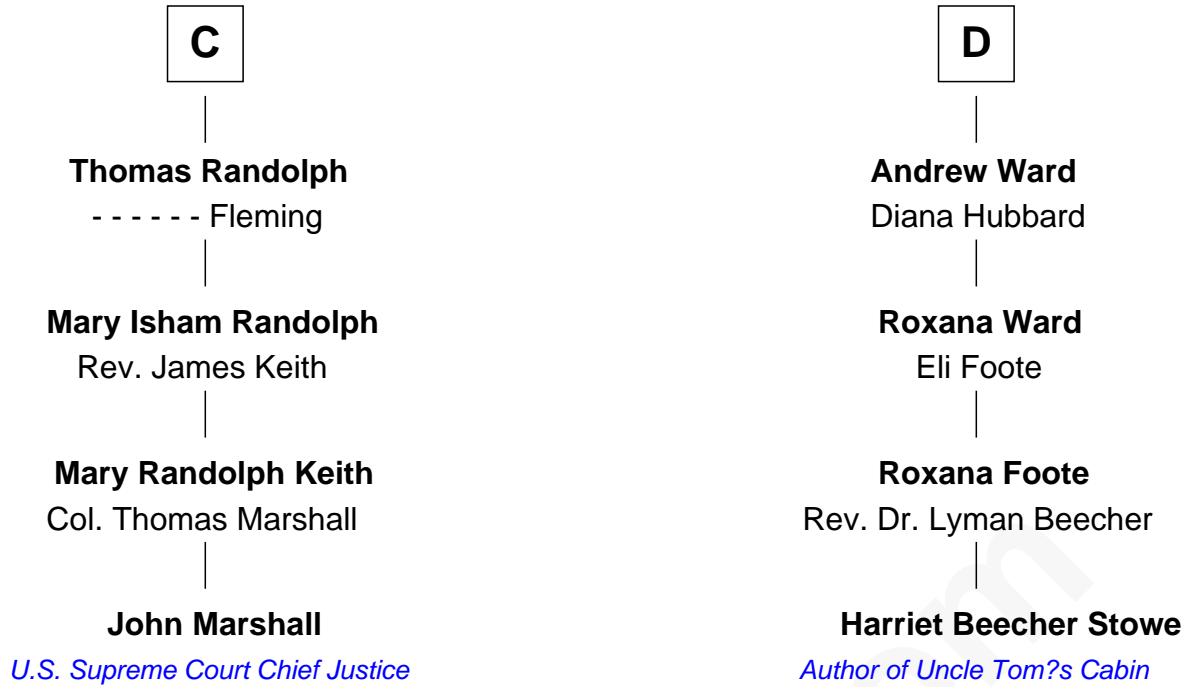 C
Thomas Randolph
- - - - - - Fleming
Mary Isham Randolph
Rev. James Keith
Mary Randolph Keith
Col. Thomas Marshall
John Marshall
U.S. Supreme Court Chief Justice
D
Andrew Ward
Diana Hubbard
Roxana Ward
Eli Foote
Roxana Foote
Rev. Dr. Lyman Beecher
Harriet Beecher Stowe
Author of Uncle Tom?s Cabin
om